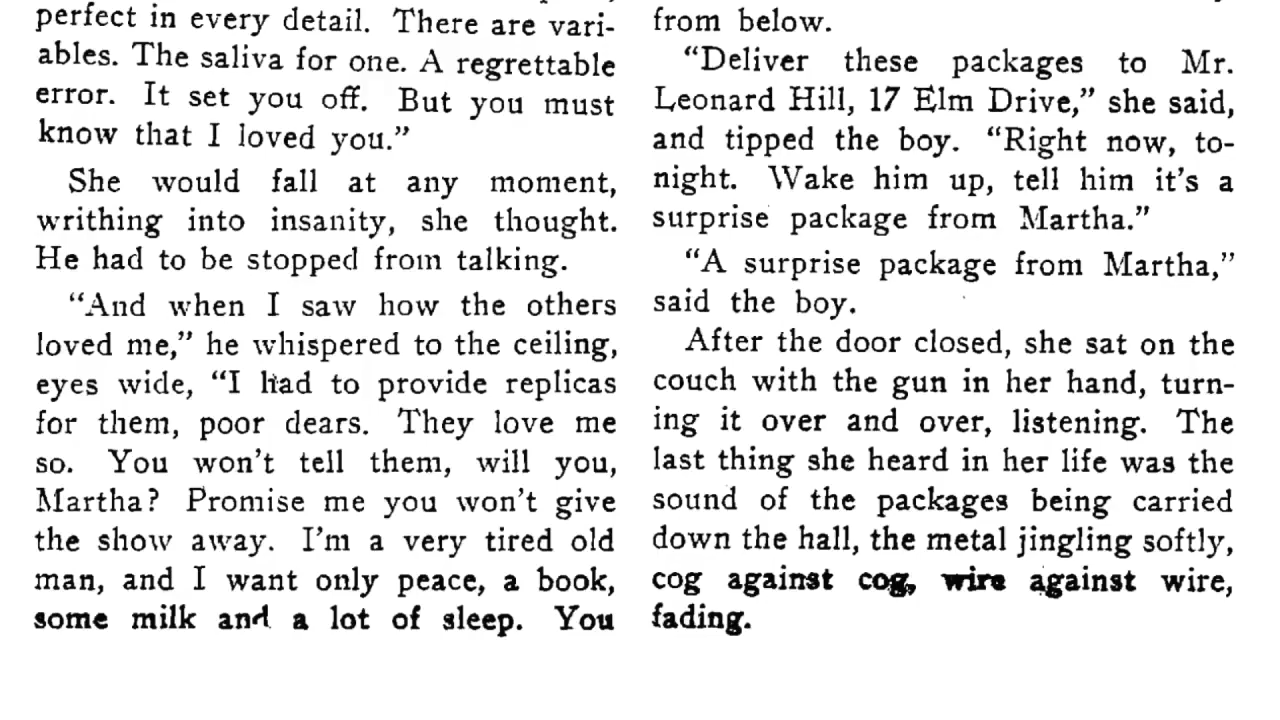 perfect in every detail. There are vari-
ables. The saliva for one. A regrettable
error. It set you off. But you must
know that I loved you.”
She would fall at any moment,
writhing into insanity, she thought.
He had to be stopped from talking.
“And when I saw how the others
loved me,” he whispered to the ceiling,
eyes wide, “I had to provide replicas
for them, poor dears. They love me
so. You won’t tell them, will you,
Martha? Promise me you won’t give
the show away. I’m a very tired old
man, and I want only peace, a book,
some milk and a lot of sleep. You
from below.
“Deliver these packages to Mr.
Leonard Hill, 17 Elm Drive,” she said,
and tipped the boy. “Right now, to-
night. Wake him up, tell him it’s a
surprise package from Martha.”
“A surprise package from Martha,”
said the boy.
After the door closed, she sat on the
couch with the gun in her hand, turn-
ing it over and over, listening. The
last thing she heard in her life was the
sound of the packages being carried
down the hall, the metal jingling softly,
cog against cog, wire against wire,
fading.